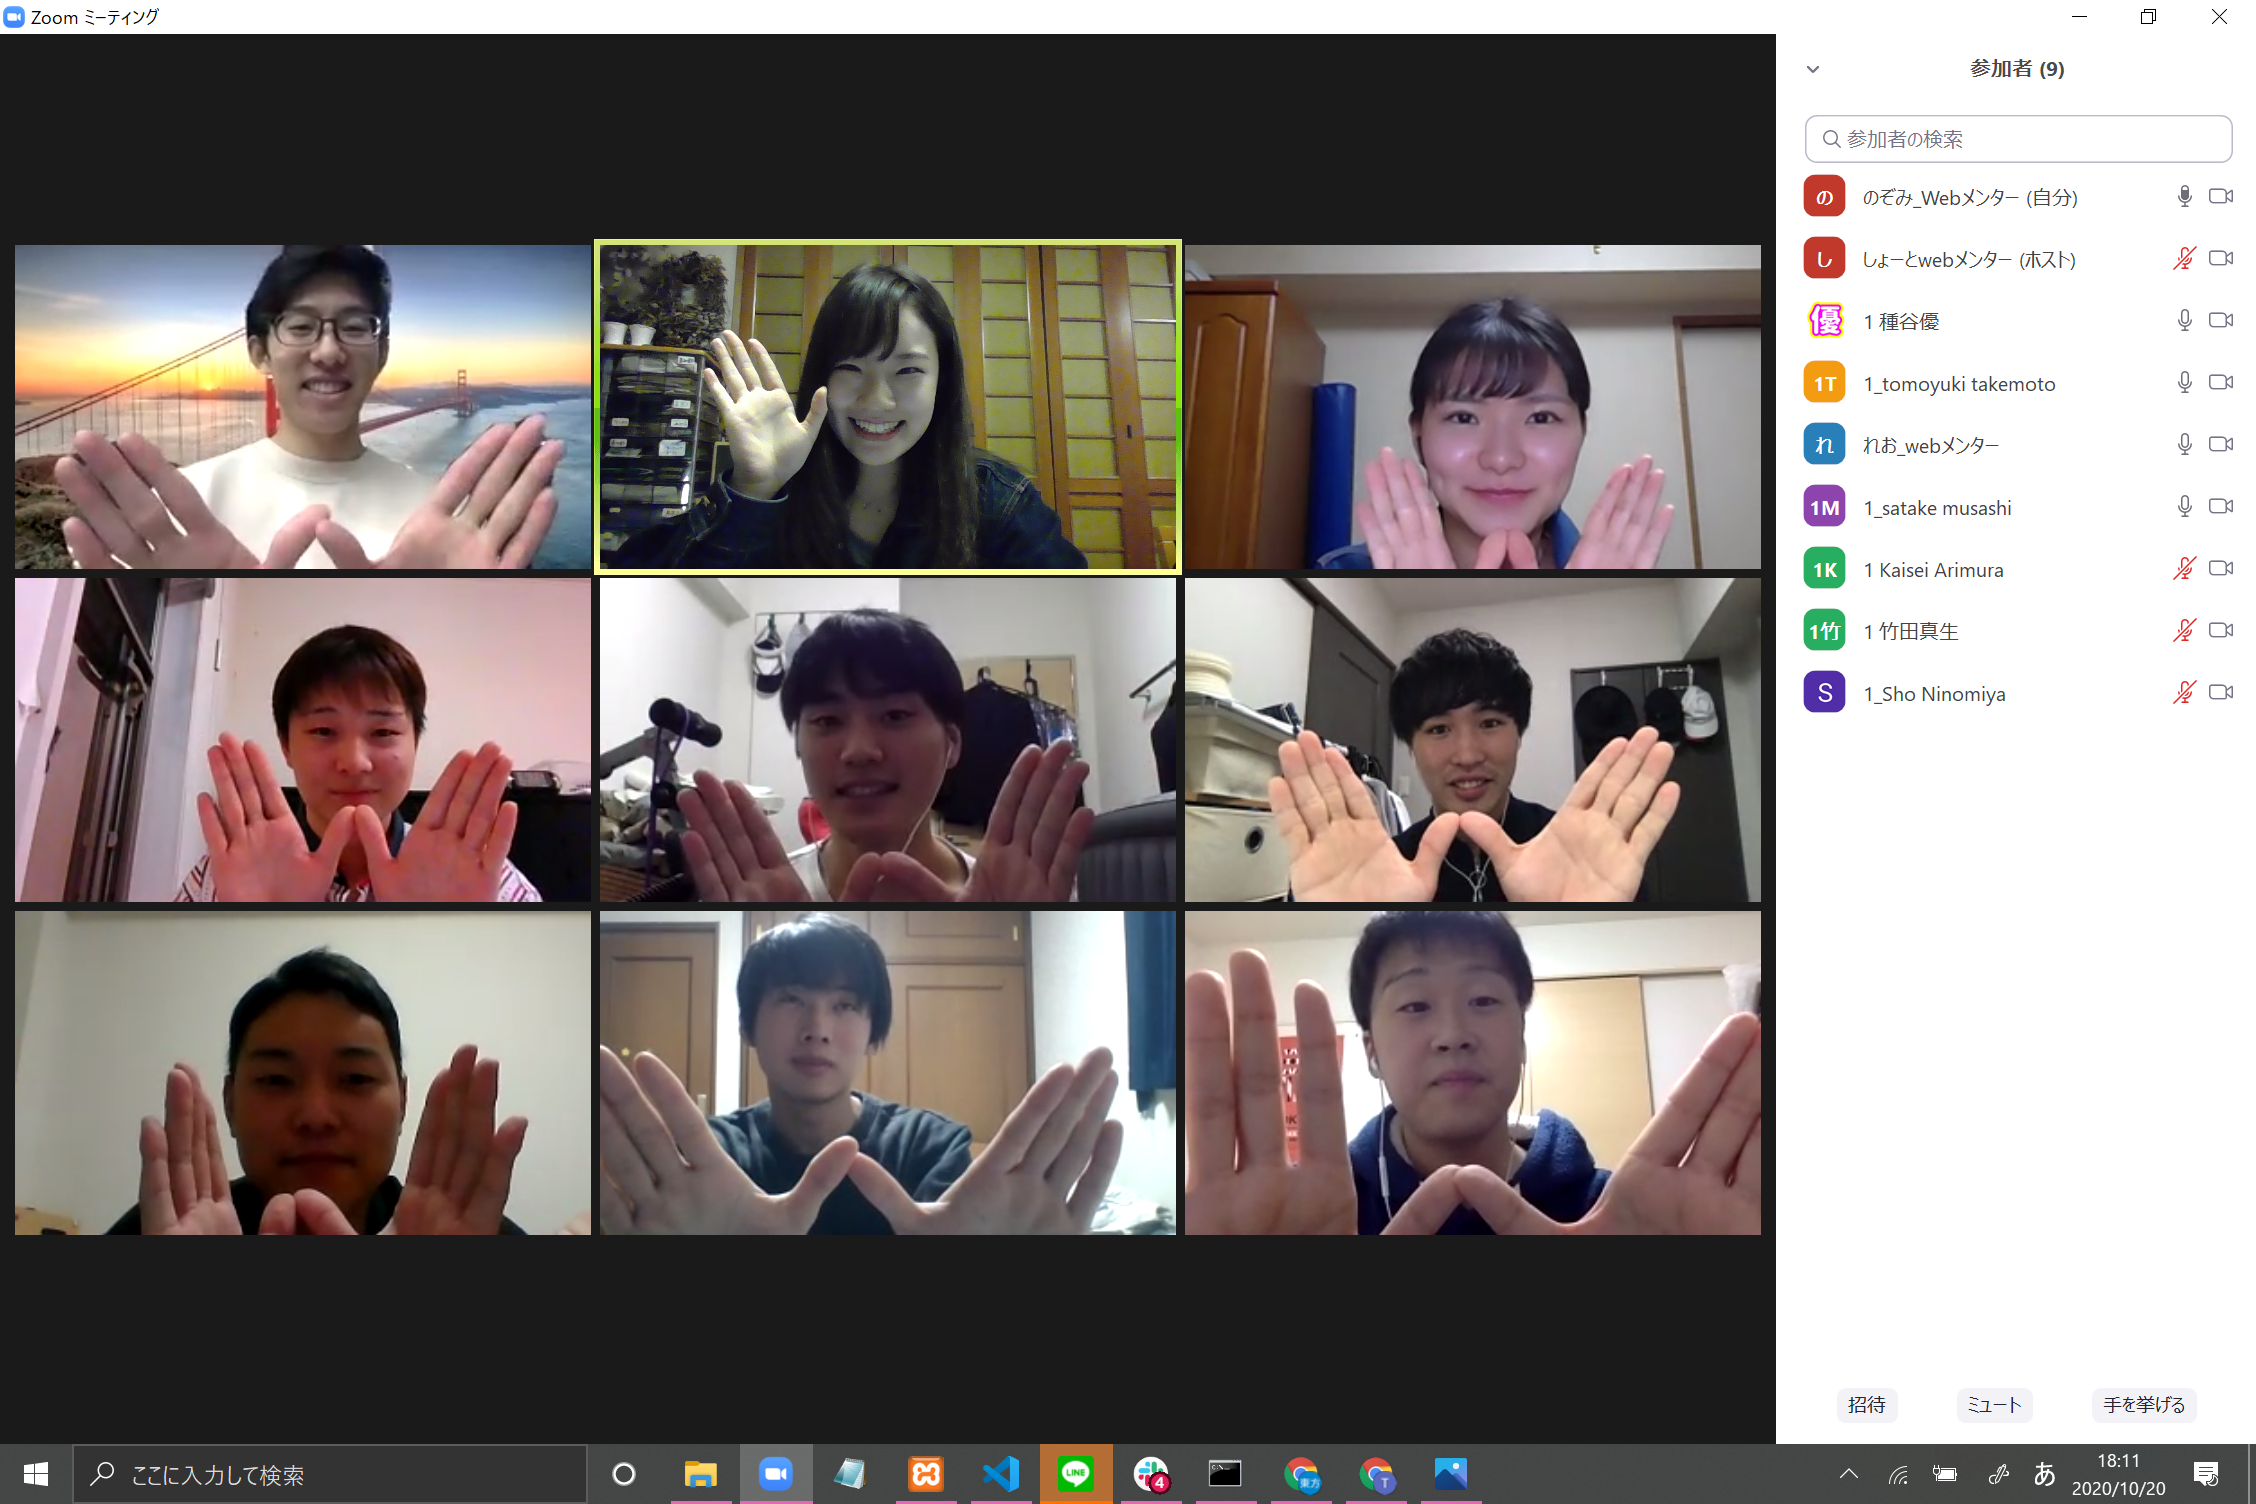 Zoom ミーティング
参加者 (9)
参加者の検索
の のぞみ_Webメンター (自分)
し しょーとwebメンター (ホスト)
優 1 種谷優
1T 1_tomoyuki takemoto
れ れお_webメンター
1M 1_satake musashi
1K 1 Kaisei Arimura
1竹 1 竹田真生
S 1_Sho Ninomiya
招待 ミュート 手を挙げる
ここに入力して検索
LINE
4
東方
T
あ
18:11
2020/10/20